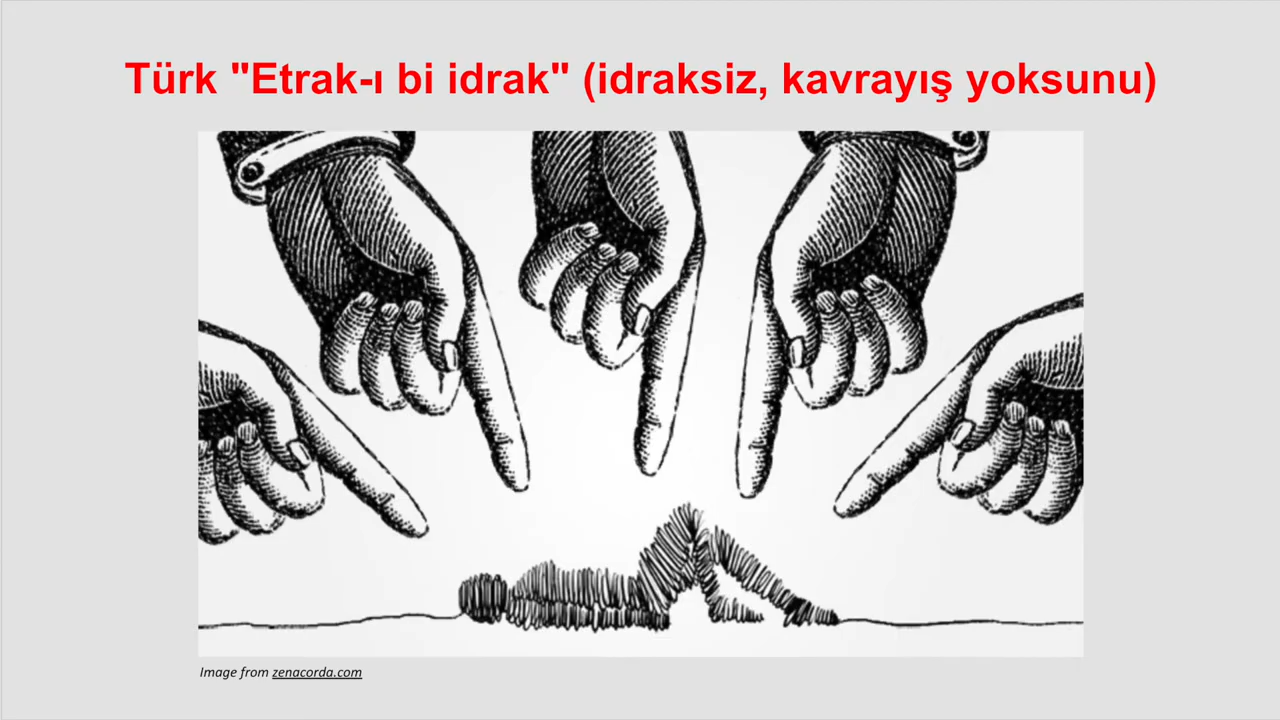 Türk "Etrak-ı bi idrak" (idraksiz, kavrayış yoksunu)
Image from zenacorda.com